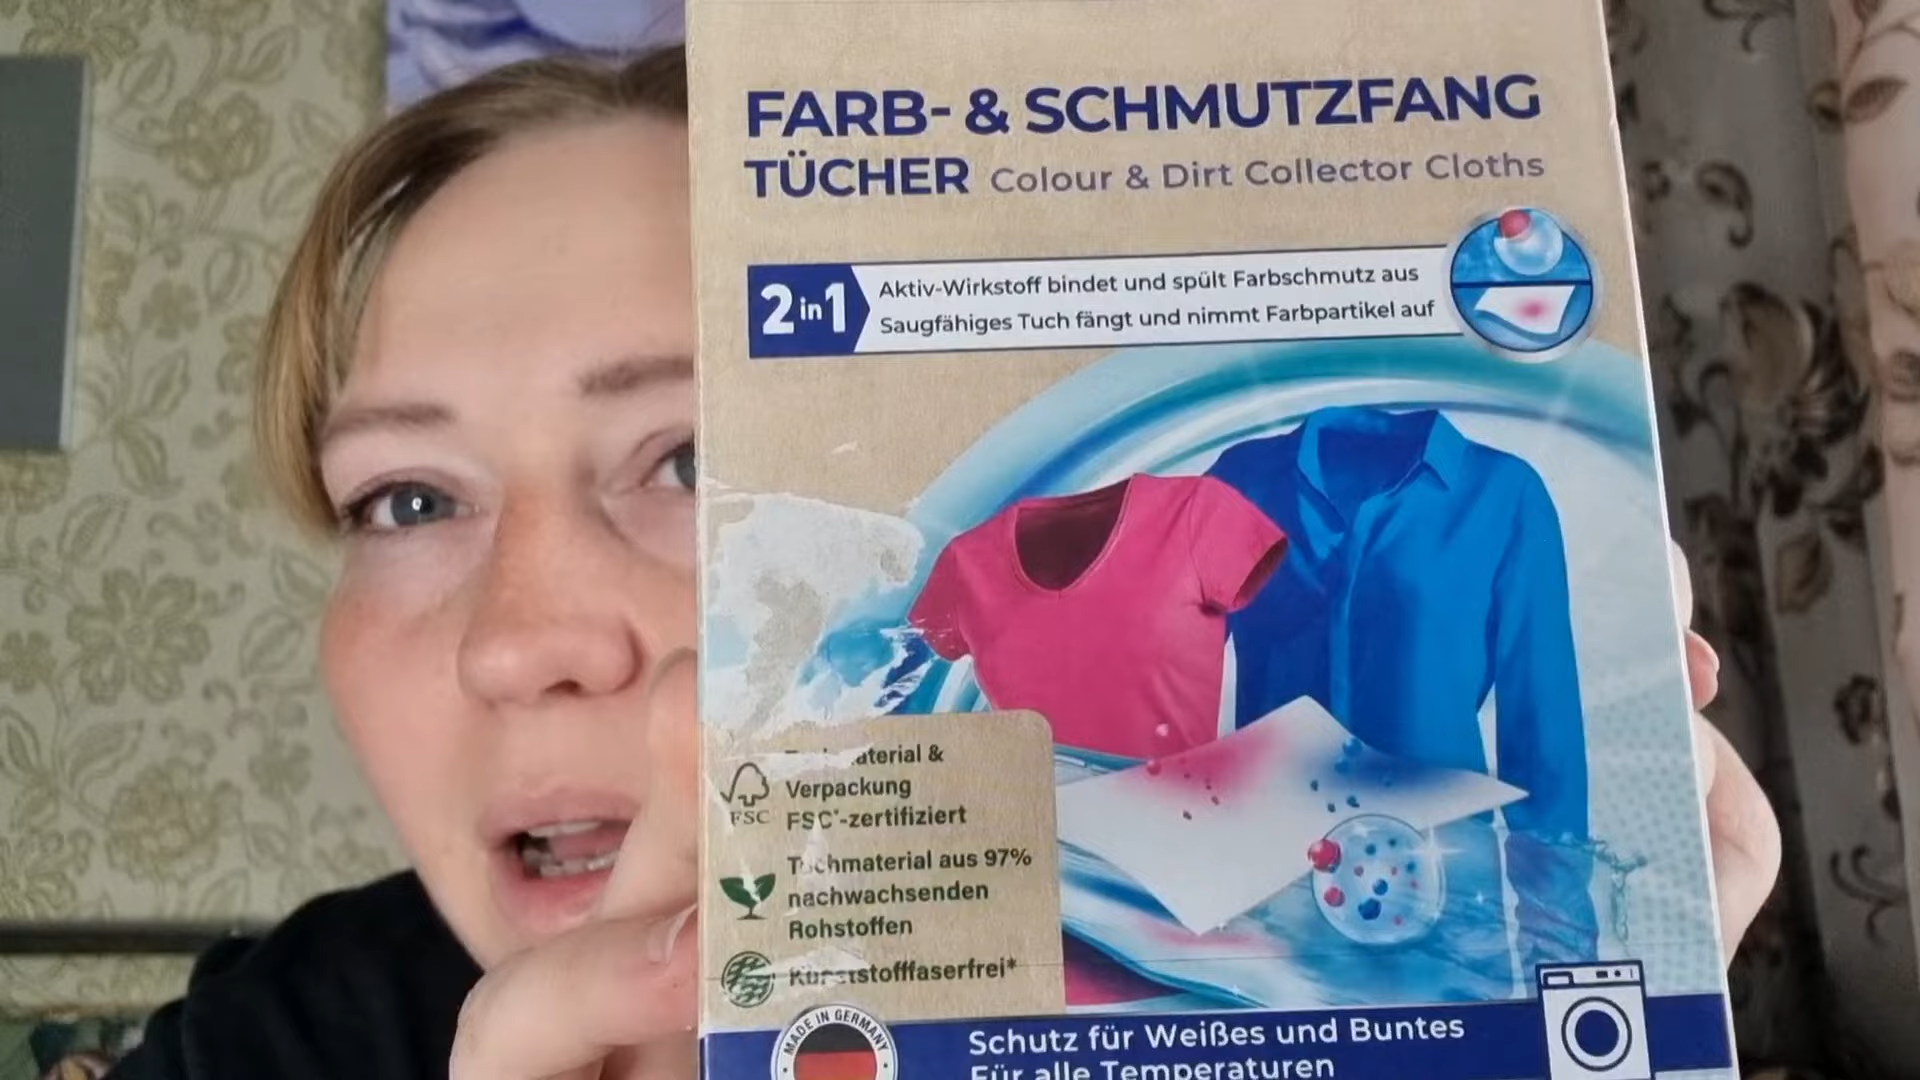 FARB- & SCHMUTZFANG
TÜCHER Colour & Dirt Collector Cloths
2in1
Aktiv-Wirkstoff bindet und spült Farbschmutz aus
Saugfähiges Tuch fängt und nimmt Farbpartikel auf
&
Verpackung
FSC®-zertifiziert
FSC
Tuchmaterial aus 97%
nachwachsenden
Rohstoffen
Kunststofffaserfrei*
MADE IN GERMANY
Schutz für Weißes und Buntes
Für alle Temperaturen